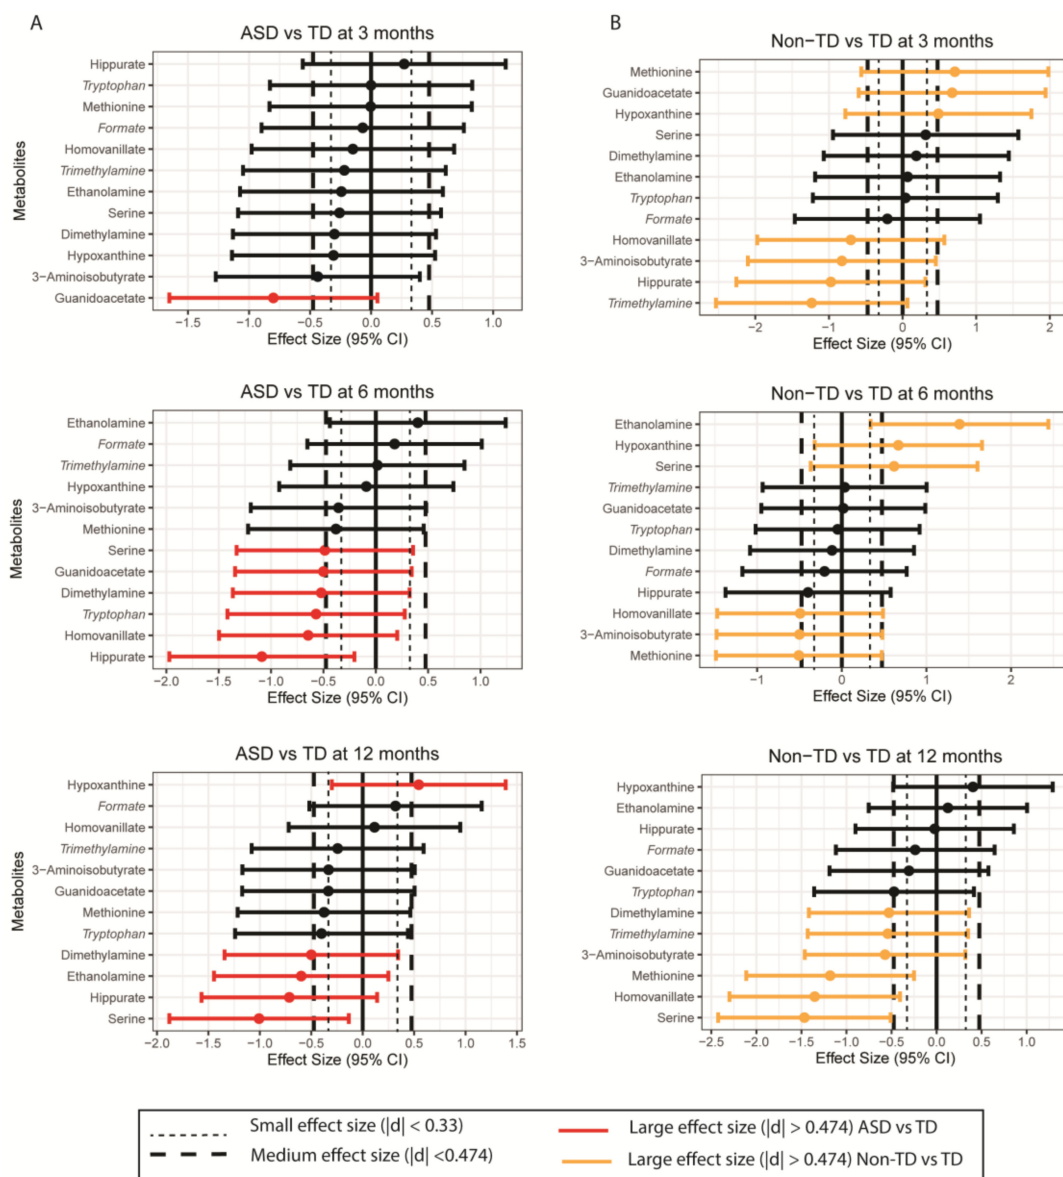 A
ASD vs TD at 3 months
Metabolites
Hippurate
Tryptophan
Methionine
Formate
Homovanillate
Trimethylamine
Ethanolamine
Serine
Dimethylamine
Hypoxanthine
3−Aminoisobutyrate
Guanidoacetate
−1.5 −1.0 −0.5 0.0 0.5 1.0
Effect Size (95% CI)
B
Non−TD vs TD at 3 months
Methionine
Guanidoacetate
Hypoxanthine
Serine
Dimethylamine
Ethanolamine
Tryptophan
Formate
Homovanillate
3−Aminoisobutyrate
Hippurate
Trimethylamine
−2 −1 0 1 2
Effect Size (95% CI)
ASD vs TD at 6 months
Metabolites
Ethanolamine
Formate
Trimethylamine
Hypoxanthine
3−Aminoisobutyrate
Methionine
Serine
Guanidoacetate
Dimethylamine
Tryptophan
Homovanillate
Hippurate
−2.0 −1.5 −1.0 −0.5 0.0 0.5 1.0
Effect Size (95% CI)
Non−TD vs TD at 6 months
Ethanolamine
Hypoxanthine
Serine
Trimethylamine
Guanidoacetate
Tryptophan
Dimethylamine
Formate
Hippurate
Homovanillate
3−Aminoisobutyrate
Methionine
−1 0 1 2
Effect Size (95% CI)
ASD vs TD at 12 months
Metabolites
Hypoxanthine
Formate
Homovanillate
Trimethylamine
3−Aminoisobutyrate
Guanidoacetate
Methionine
Tryptophan
Dimethylamine
Ethanolamine
Hippurate
Serine
−2.0 −1.5 −1.0 −0.5 0.0 0.5 1.0 1.5
Effect Size (95% CI)
Non−TD vs TD at 12 months
Hypoxanthine
Ethanolamine
Hippurate
Formate
Guanidoacetate
Tryptophan
Dimethylamine
Trimethylamine
3−Aminoisobutyrate
Methionine
Homovanillate
Serine
−2.5 −2.0 −1.5 −1.0 −0.5 0.0 0.5 1.0
Effect Size (95% CI)
Small effect size (|d| < 0.33)
Medium effect size (|d| <0.474)
Large effect size (|d| > 0.474) ASD vs TD
Large effect size (|d| > 0.474) Non-TD vs TD